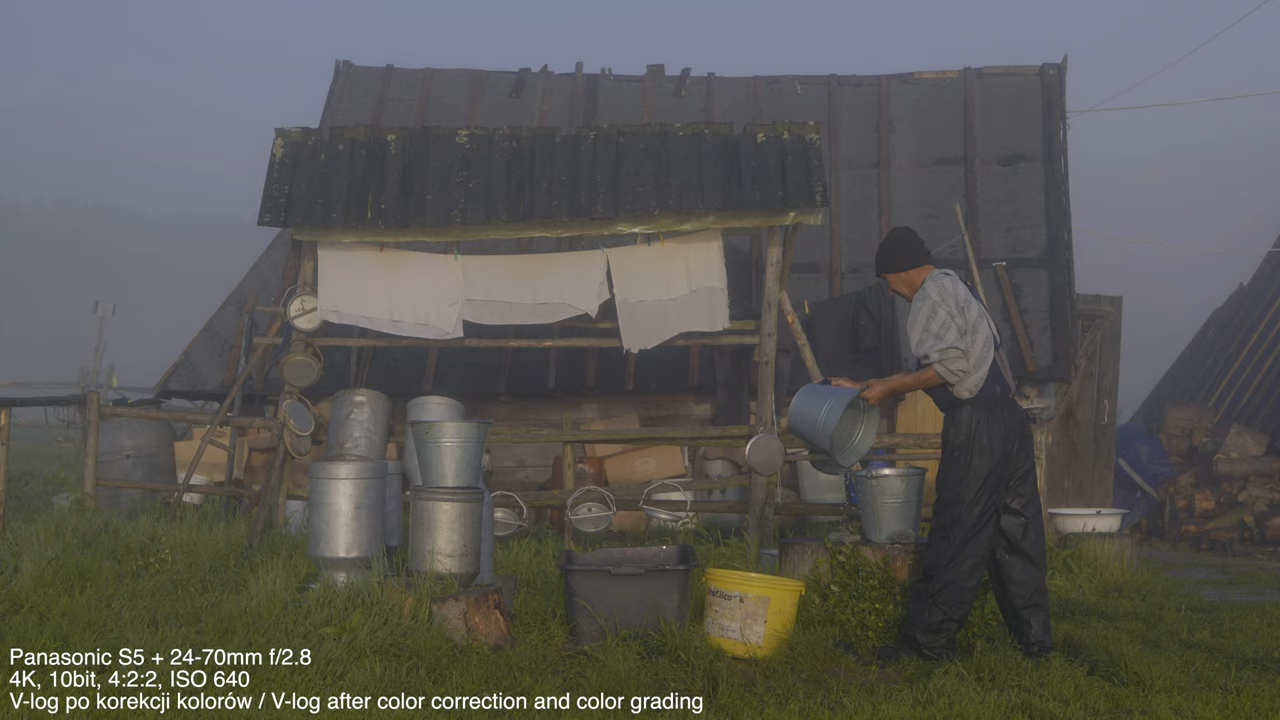 Panasonic S5 + 24-70mm f/2.8
4K, 10bit, 4:2:2, ISO 640
V-log po korekcji kolorów / V-log after color correction and color grading